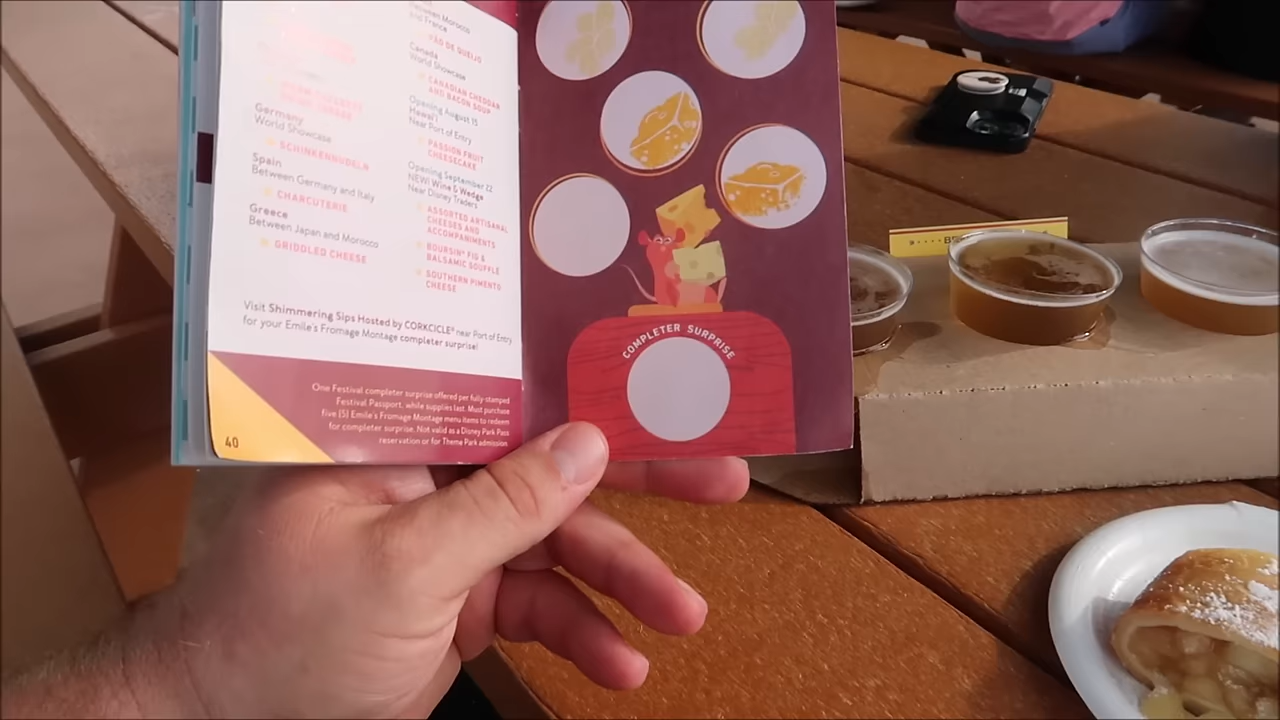 Germany
World Showcase
SCHINKENNUDELN
Spain
Between Germany and Italy
CHARCUTERIE
Greece
Between Japan and Morocco
GRIDDLED CHEESE
Between Morocco
and France
PÃO DE QUEIJO
Canada
World Showcase
CANADIAN CHEDDAR
AND BACON SOUP
Opening August 15
Hawai'i
Near Port of Entry
PASSION FRUIT
CHEESECAKE
Opening September 22
NEW! Wine & Wedge
Near Disney Traders
ASSORTED ARTISANAL
CHEESES AND
ACCOMPANIMENTS
BOURSIN® FIG &
BALSAMIC SOUFFLE
SOUTHERN PIMENTO
CHEESE
Visit Shimmering Sips Hosted by CORKCICLE® near Port of Entry
for your Emile's Fromage Montage completer surprise!
One Festival completer surprise offered per fully-stamped
Festival Passport, while supplies last. Must purchase
five (5) Emile's Fromage Montage menu items to redeem
for completer surprise. Not valid as a Disney Park Pass
reservation or for Theme Park admission.
40
COMPLETER SURPRISE